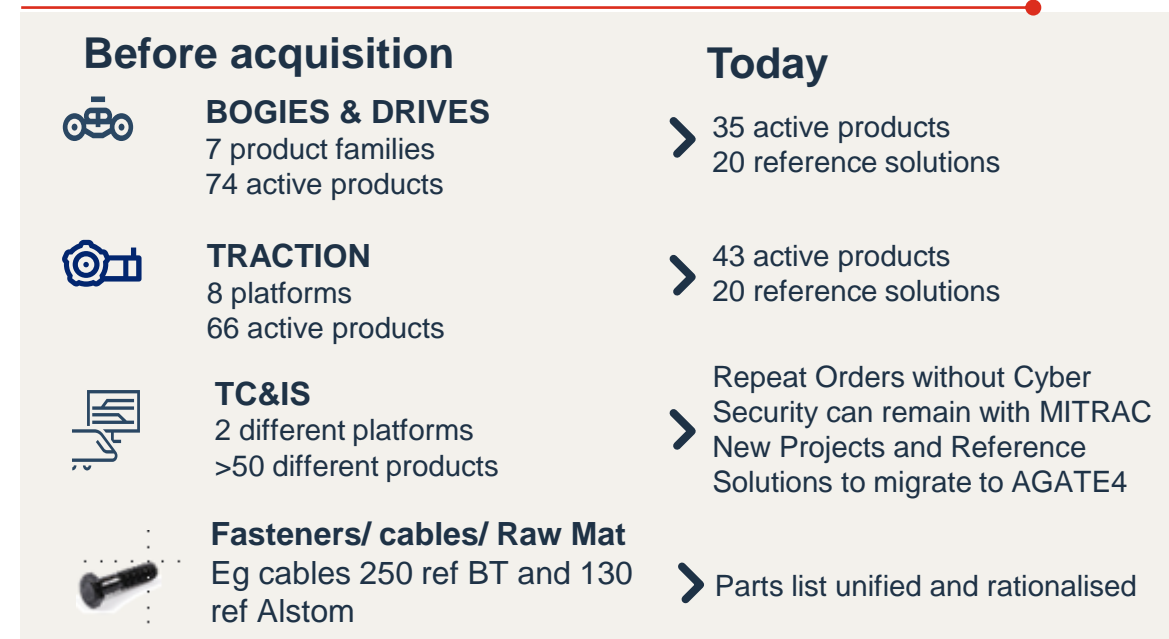 Before acquisition
Today
BOGIES & DRIVES
7 product families
74 active products
35 active products
20 reference solutions
TRACTION
8 platforms
66 active products
43 active products
20 reference solutions
TC&IS
2 different platforms
>50 different products
Repeat Orders without Cyber
Security can remain with MITRAC
New Projects and Reference
Solutions to migrate to AGATE4
Fasteners/ cables/ Raw Mat
Eg cables 250 ref BT and 130
ref Alstom
Parts list unified and rationalised